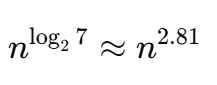 n^{\log_2 7} ≈ n^{2.81}